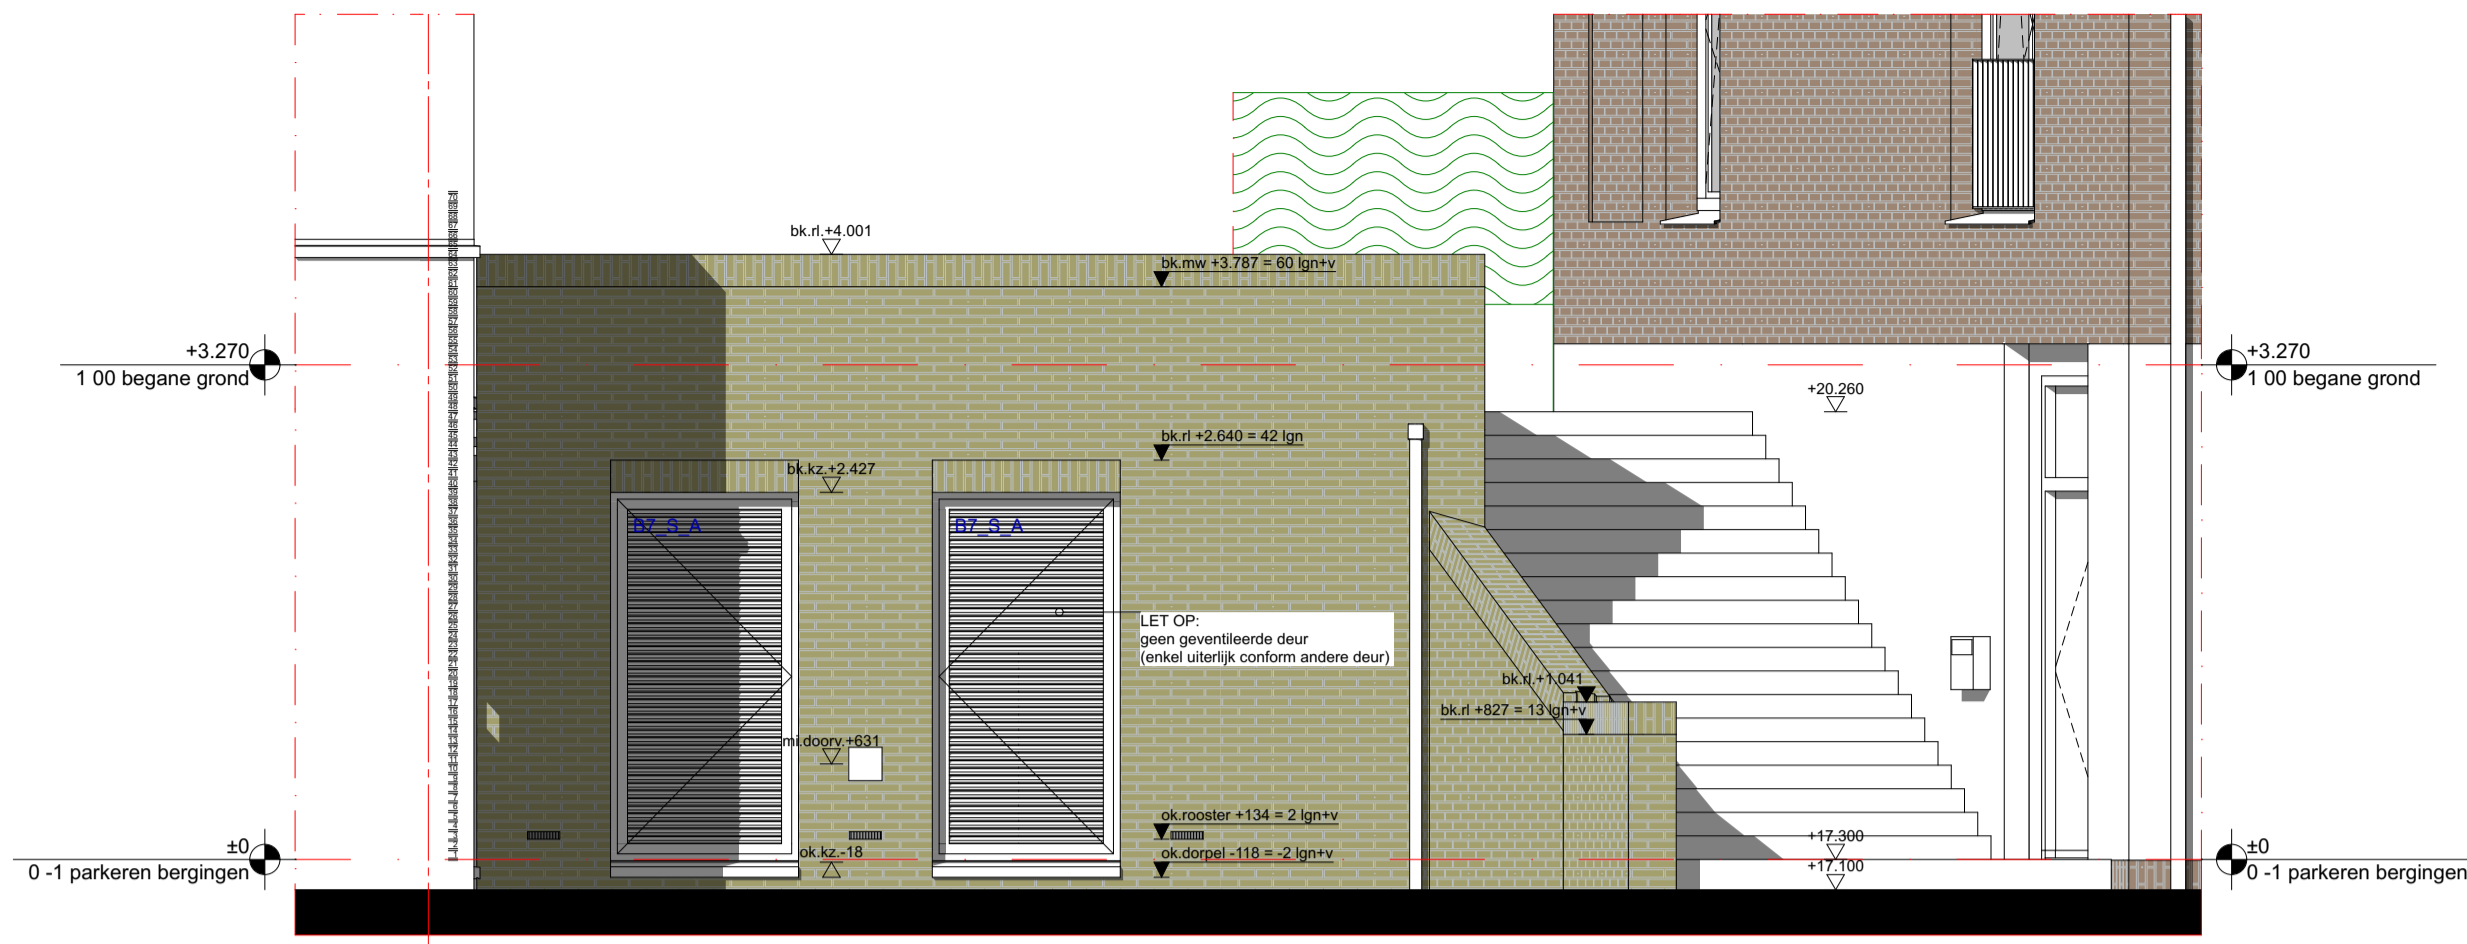 bk.rl.+4.001
bk.mw +3.787 = 60 lgn+v
+3.270
1 00 begane grond
+3.270
1 00 begane grond
+20.260
bk.rl +2.640 = 42 lgn
bk.kz.+2.427
B7_S_A
B7_S_A
LET OP:
geen geventileerde deur
(enkel uiterlijk conform andere deur)
bk.rl.+1.041
bk.rl +827 = 13 lgn+v
mi.doorv.+631
ok.rooster +134 = 2 lgn+v
+17.300
±0
0 -1 parkeren bergingen
ok.kz.-18
ok.dorpel -118 = -2 lgn+v
±0
0 -1 parkeren bergingen
+17.100